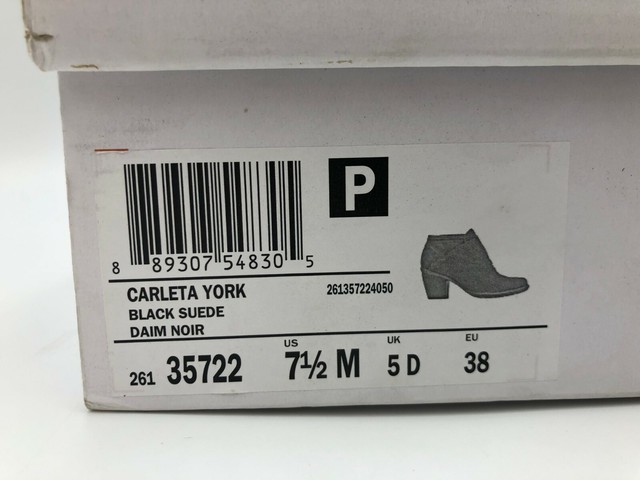 P
8 89307 54830 5
CARLETA YORK 261357224050
BLACK SUEDE
DAIM NOIR
US UK EU
261 35722 7½ M 5 D 38